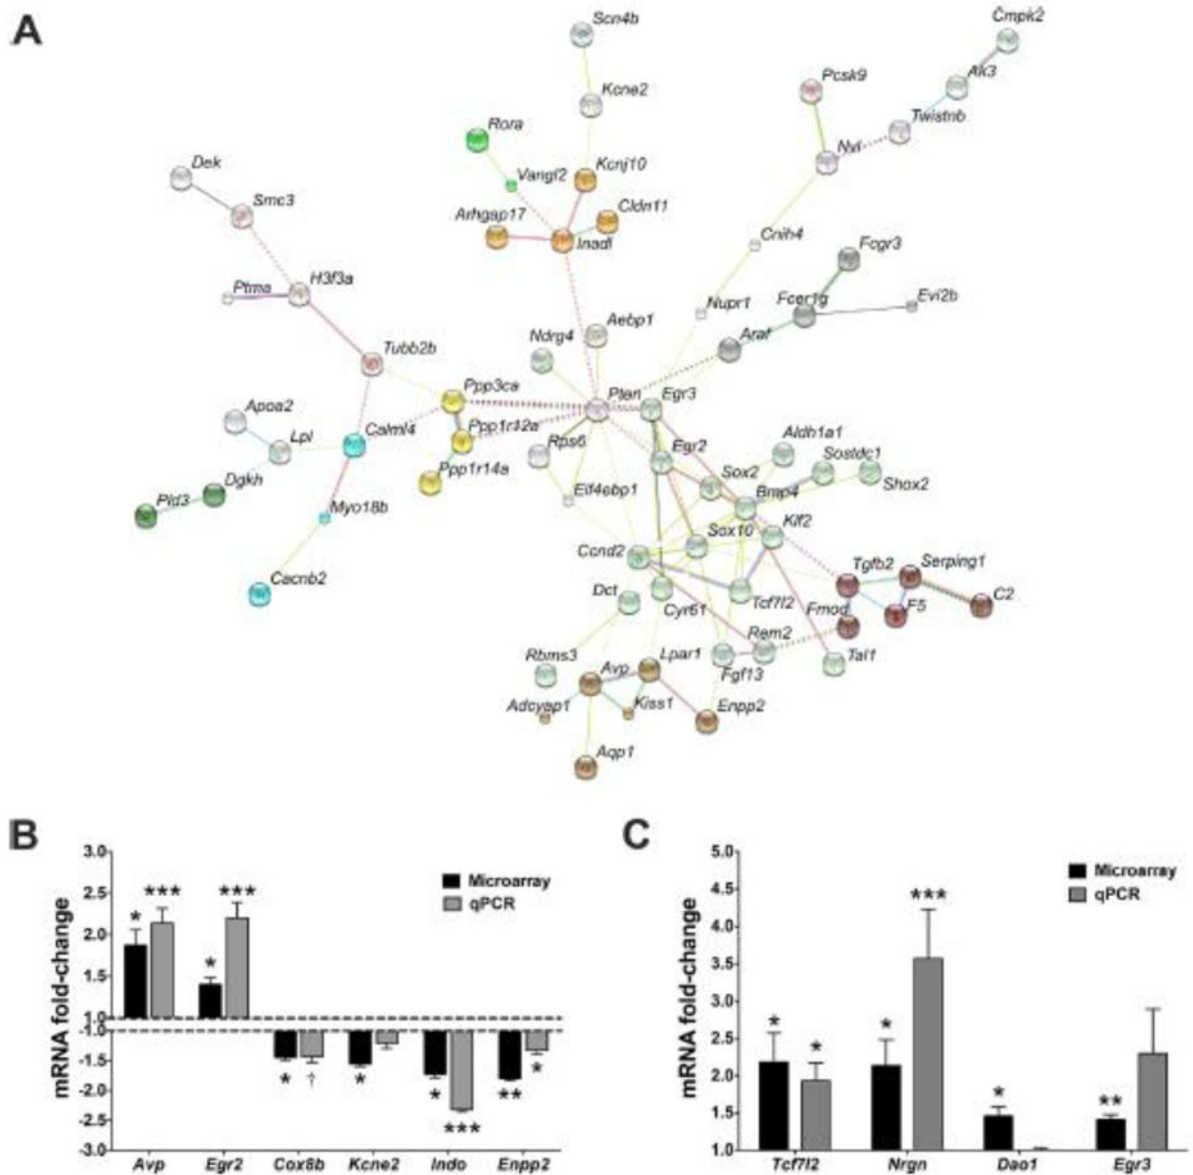 A
Scn4b
Cmpk2
Kcne2
Pcsk9
Ak3
Rora
Twistnb
Nvl
Dek
Vangl2
Kcnj10
Smc3
Arhgap17
Cldn11
Inadl
Cnih4
Fcgr3
Ptma
H3f3a
Nupr1
Fcer1g
Evi2b
Aebp1
Ndrg4
Araf
Tubb2b
Ppp3ca
Pten
Egr3
Apoa2
Lpl
Calml4
Ppp1r12a
Rps6
Egr2
Aldh1a1
Dgkh
Ppp1r14a
Sox2
Sostdc1
Pld3
Eif4ebp1
Bmp4
Shox2
Myo18b
Sox10
Klf2
Ccnd2
Cacnb2
Tgfb2
Serping1
Dct
Cyr61
Tcf7l2
Fmod
F5
C2
Rem2
Rbms3
Avp
Lpar1
Fgf13
Tal1
Adcyap1
Kiss1
Enpp2
Aqp1
B
mRNA fold-change
3.0
2.5
2.0
1.5
1.0
-1.0
-1.5
-2.0
-2.5
-3.0
Microarray
qPCR
* *** * ***
* † * * *** ** *
Avp Egr2 Cox8b Kcne2 Indo Enpp2
C
mRNA fold-change
5.0
4.5
4.0
3.5
3.0
2.5
2.0
1.5
1.0
Microarray
qPCR
* * * *** * **
Tcf7l2 Nrgn Dao1 Egr3